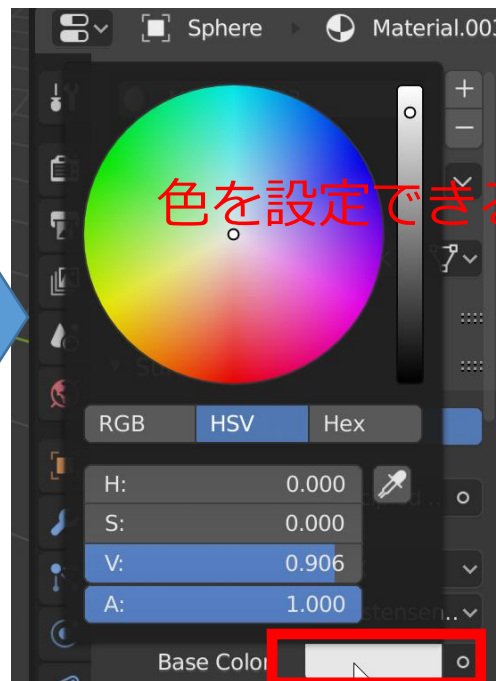 Sphere
Material.003
色を設定できる
RGB HSV Hex
H: 0.000
S: 0.000
V: 0.906
A: 1.000
Base Color